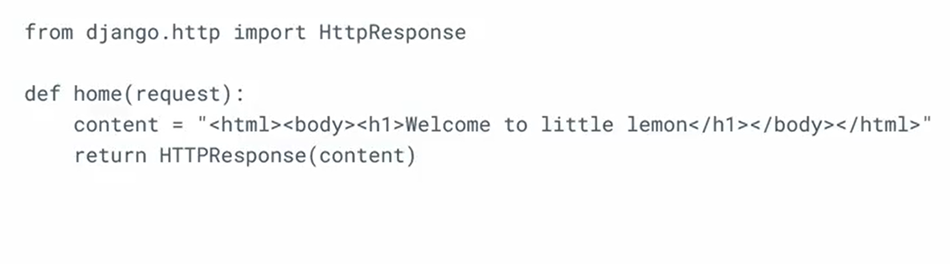 from django.http import HttpResponse

def home(request):
    content = "<html><body><h1>Welcome to little lemon</h1></body></html>"
    return HTTPResponse(content)